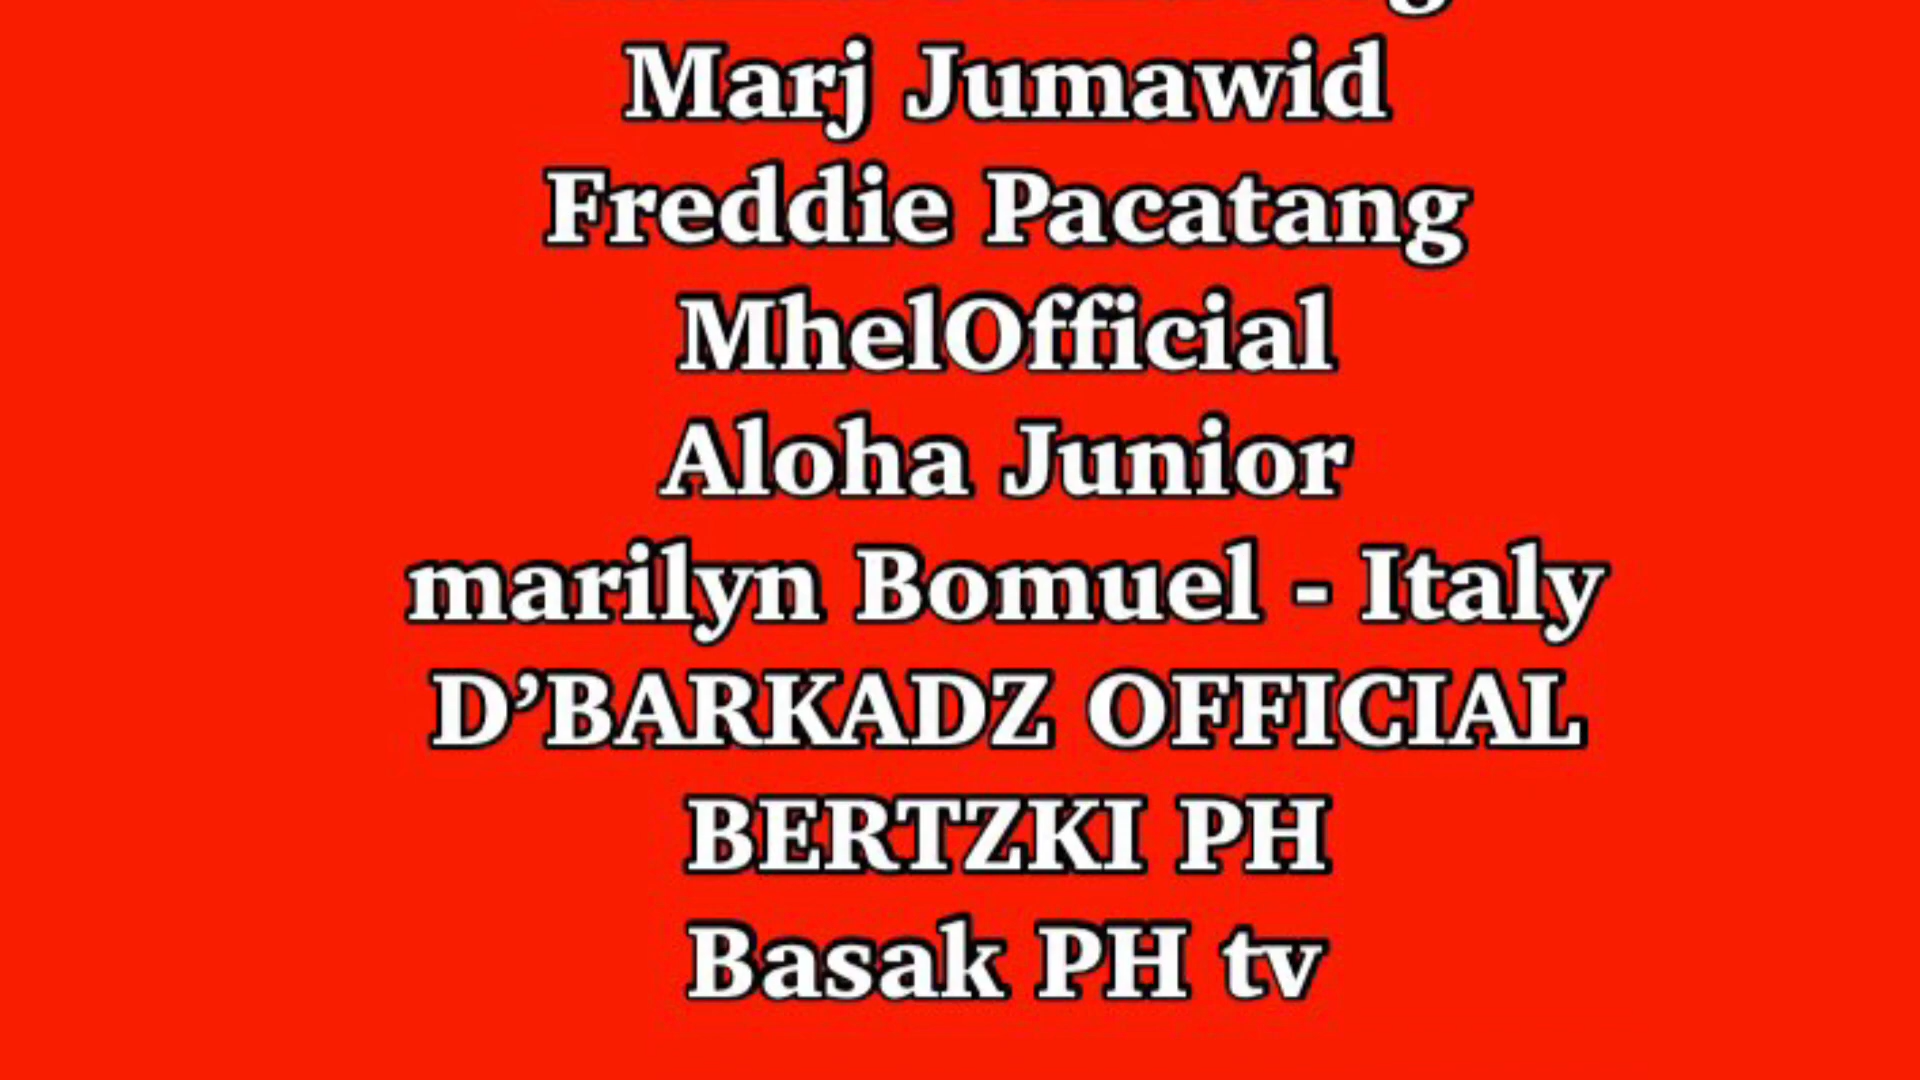 Marj Jumawid
Freddie Pacatang
MhelOfficial
Aloha Junior
marilyn Bomuel - Italy
D’BARKADZ OFFICIAL
BERTZKI PH
Basak PH tv